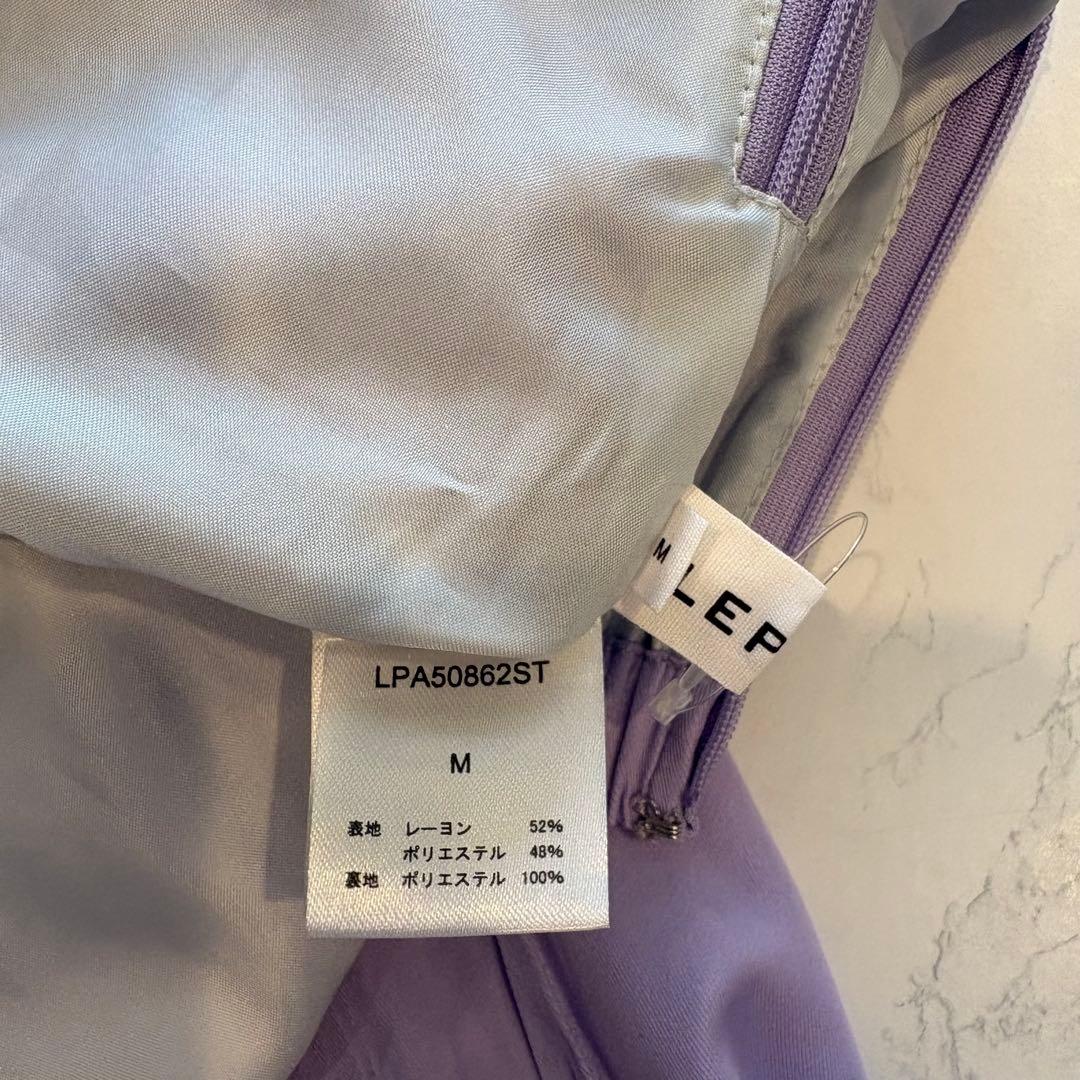 M
LEP
LPA50862ST
M
表地 レーヨン 52%
ポリエステル 48%
裏地 ポリエステル 100%